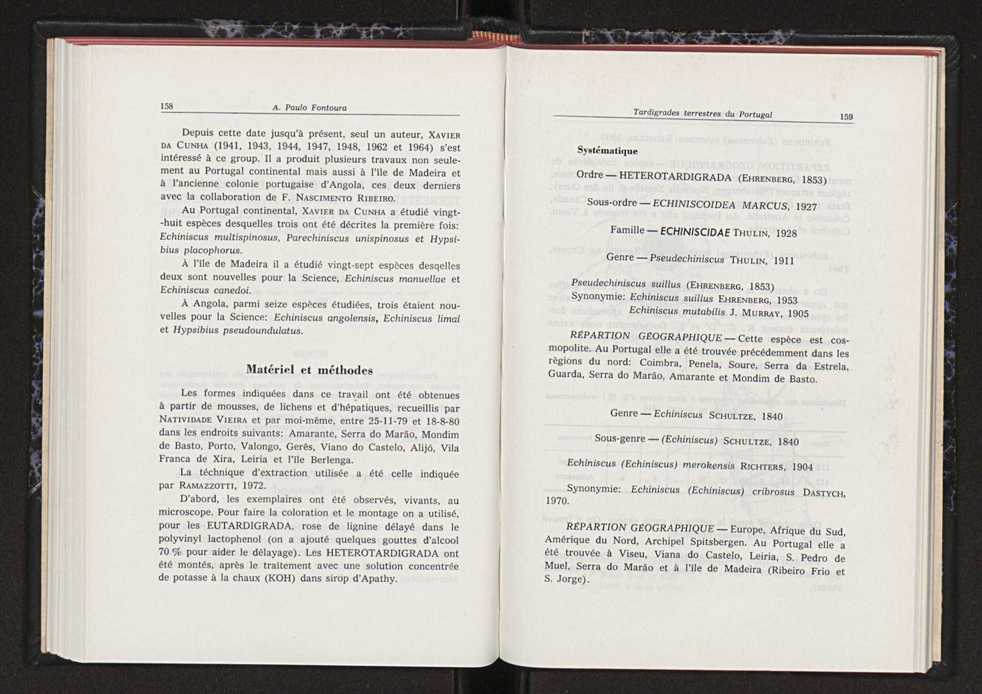 158
A. Paulo Fontoura
Depuis cette date jusqu'à présent, seul un auteur, XAVIER
DA CUNHA (1941, 1943, 1944, 1947, 1948, 1962 et 1964) s'est
intéressé à ce group. Il a produit plusieurs travaux non seule-
ment au Portugal continental mais aussi à l'île de Madeira et
à l'ancienne colonie portugaise d'Angola, ces deux derniers
avec la collaboration de F. NASCIMENTO RIBEIRO.
Au Portugal continental, XAVIER DA CUNHA a étudié vingt-
-huit espèces desquelles trois ont été décrites la première fois:
Echiniscus multispinosus, Parechiniscus unispinosus et Hypsi-
bius placophorus.
À l'île de Madeira il a étudié vingt-sept espèces desqelles
deux sont nouvelles pour la Science, Echiniscus manuellae et
Echiniscus canedoi.
À Angola, parmi seize espèces étudiées, trois étaient nou-
velles pour la Science: Echiniscus angolensis, Echiniscus limai
et Hypsibius pseudoundulatus.
Matériel et méthodes
Les formes indiquées dans ce travail ont été obtenues
à partir de mousses, de lichens et d'hépatiques, recueillis par
NATIVIDADE VIEIRA et par moi-même, entre 25-11-79 et 18-8-80
dans les endroits suivants: Amarante, Serra do Marão, Mondim
de Basto, Porto, Valongo, Gerês, Viano do Castelo, Alijó, Vila
Franca de Xira, Leiria et l'île Berlenga.
La téchnique d'extraction utilisée a été celle indiquée
par RAMAZZOTTI, 1972.
D'abord, les exemplaires ont été observés, vivants, au
microscope. Pour faire la coloration et le montage on a utilisé,
pour les EUTARDIGRADA, rose de lignine délayé dans le
polyvinyl lactophenol (on a ajouté quelques gouttes d'alcool
70 % pour aider le délayage). Les HETEROTARDIGRADA ont
été montés, après le traitement avec une solution concentrée
de potasse à la chaux (KOH) dans sirop d'Apathy.
Tardigrades terrestres du Portugal
159
Systématique
Ordre — HETEROTARDIGRADA (EHRENBERG, 1853)
Sous-ordre — ECHINISCOIDEA MARCUS, 1927
Famille — ECHINISCIDAE THULIN, 1928
Genre — Pseudechiniscus THULIN, 1911
Pseudechiniscus suillus (EHRENBERG, 1853)
Synonymie: Echiniscus suillus EHRENBERG, 1953
Echiniscus mutabilis J. MURRAY, 1905
RÉPARTION GÉOGRAPHIQUE — Cette espèce est cos-
mopolite. Au Portugal elle a été trouvée précédemment dans les
règions du nord: Coimbra, Penela, Soure, Serra da Estrela,
Guarda, Serra do Marão, Amarante et Mondim de Basto.
Genre — Echiniscus SCHULTZE, 1840
Sous-genre — (Echiniscus) SCHULTZE, 1840
Echiniscus (Echiniscus) merokensis RICHTERS, 1904
Synonymie: Echiniscus (Echiniscus) cribrosus DASTYCH,
1970.
RÉPARTION GÉOGRAPHIQUE — Europe, Afrique du Sud,
Amérique du Nord, Archipel Spitsbergen. Au Portugal elle a
été trouvée à Viseu, Viana do Castelo, Leiria, S. Pedro de
Muel, Serra do Marão et à l'île de Madeira (Ribeiro Frio et
S. Jorge).